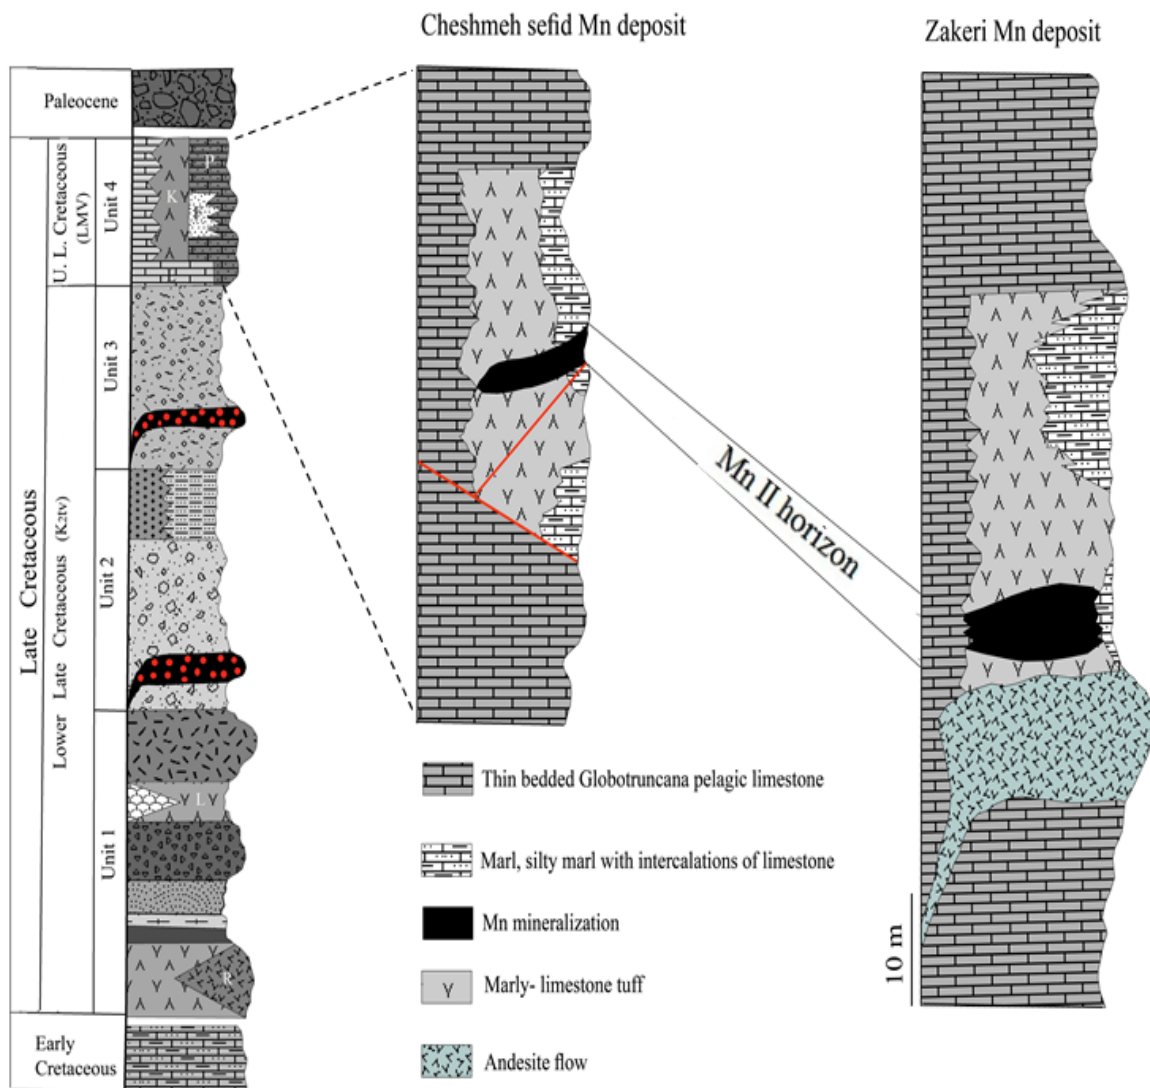 Cheshmeh sefid Mn deposit
Zakeri Mn deposit
Paleocene
Late Cretaceous
U. L. Cretaceous
(LMV)
Unit 4
P
K
Lower Late Cretaceous (K2tv)
Unit 3
Unit 2
Unit 1
L
R
Early
Cretaceous
Mn II horizon
10 m
Thin bedded Globotruncana pelagic limestone
Marl, silty marl with intercalations of limestone
Mn mineralization
Marly- limestone tuff
Andesite flow